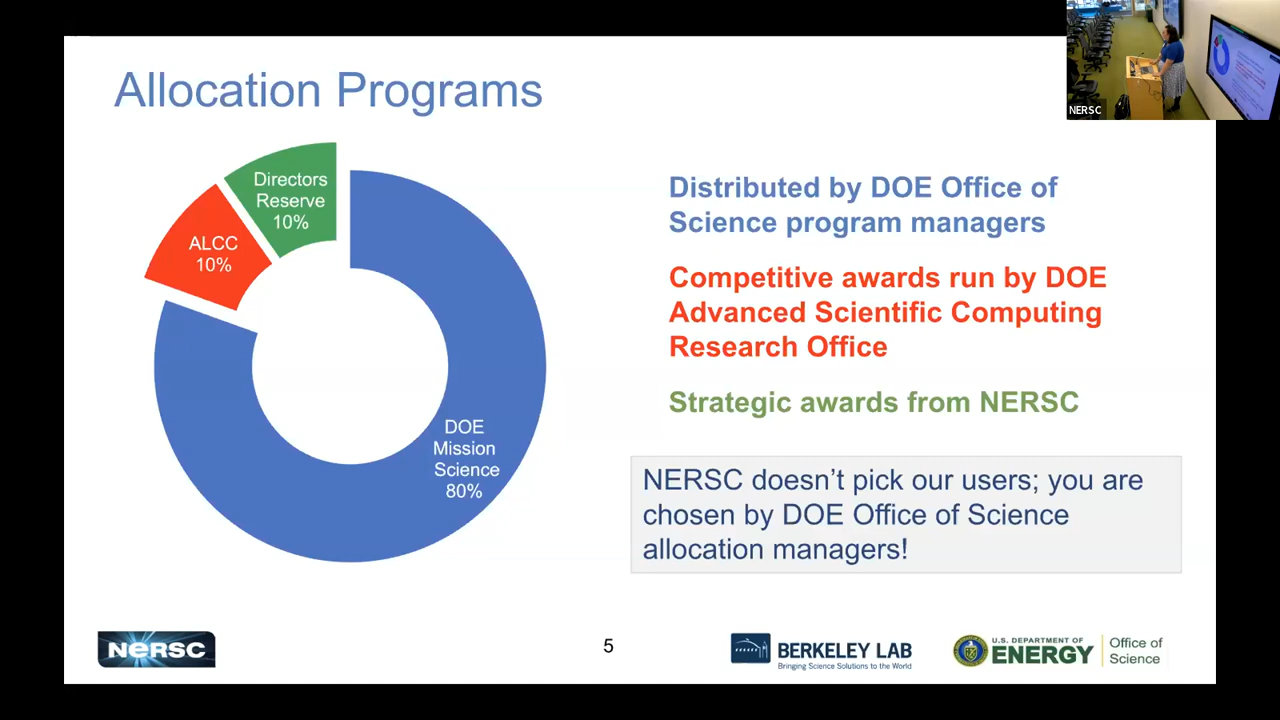 Allocation Programs
NERSC
Directors
Reserve
10%
ALCC
10%
DOE
Mission
Science
80%
Distributed by DOE Office of
Science program managers
Competitive awards run by DOE
Advanced Scientific Computing
Research Office
Strategic awards from NERSC
NERSC doesn't pick our users; you are
chosen by DOE Office of Science
allocation managers!
NERSC
5
BERKELEY LAB
Bringing Science Solutions to the World
U.S. DEPARTMENT OF
ENERGY
Office of
Science